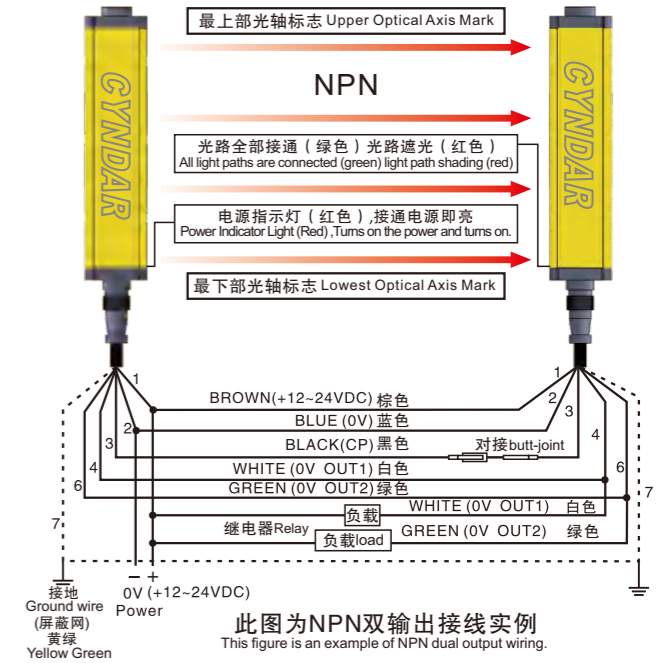 最上部光轴标志 Upper Optical Axis Mark
CYNDAR
NPN
CYNDAR
光路全部接通（绿色）光路遮光（红色）
All light paths are connected (green) light path shading (red)
电源指示灯（红色）,接通电源即亮
Power Indicator Light (Red) ,Turns on the power and turns on.
最下部光轴标志 Lowest Optical Axis Mark
1
1
BROWN(+12~24VDC) 棕色
2
2
BLUE (0V) 蓝色
3
3
BLACK(CP) 黑色
对接butt-joint
4
4
WHITE (0V OUT1) 白色
6
6
GREEN (0V OUT2) 绿色
7
7
负载
WHITE (0V OUT1) 白色
继电器Relay
负载load
GREEN (0V OUT2) 绿色
− +
0V (+12~24VDC)
Power
接地
Ground wire
(屏蔽网)
黄绿
Yellow Green
此图为NPN双输出接线实例
This figure is an example of NPN dual output wiring.